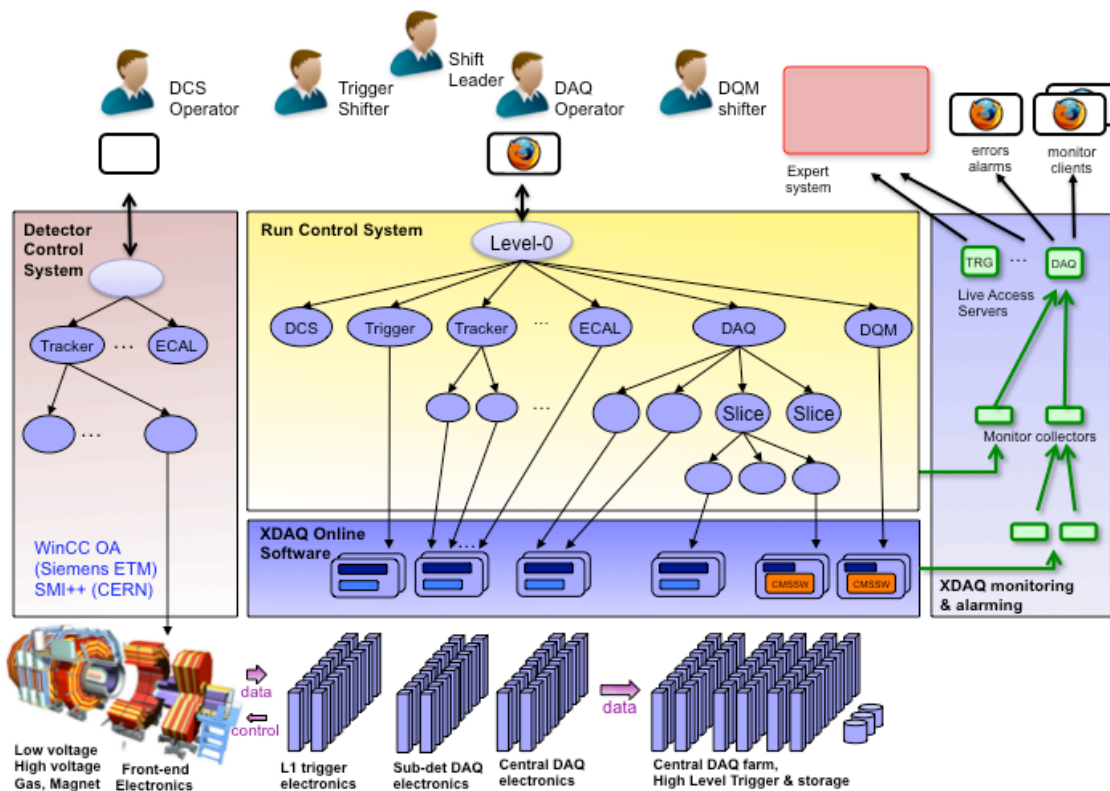 DCS
Operator
Trigger
Shifter
Shift
Leader
DAQ
Operator
DQM
shifter
Expert
system
errors
alarms
monitor
clients
Detector
Control
System
Tracker
...
ECAL
...
WinCC OA
(Siemens ETM)
SMI++ (CERN)
Run Control System
Level-0
DCS
Trigger
Tracker
...
ECAL
DAQ
DQM
...
Slice
Slice
XDAQ Online
Software
...
CMSSW
CMSSW
TRG
...
DAQ
Live Access
Servers
Monitor collectors
XDAQ monitoring
& alarming
data
control
data
Low voltage
High voltage
Gas, Magnet
Front-end
Electronics
L1 trigger
electronics
Sub-det DAQ
electronics
Central DAQ
electronics
Central DAQ farm,
High Level Trigger & storage